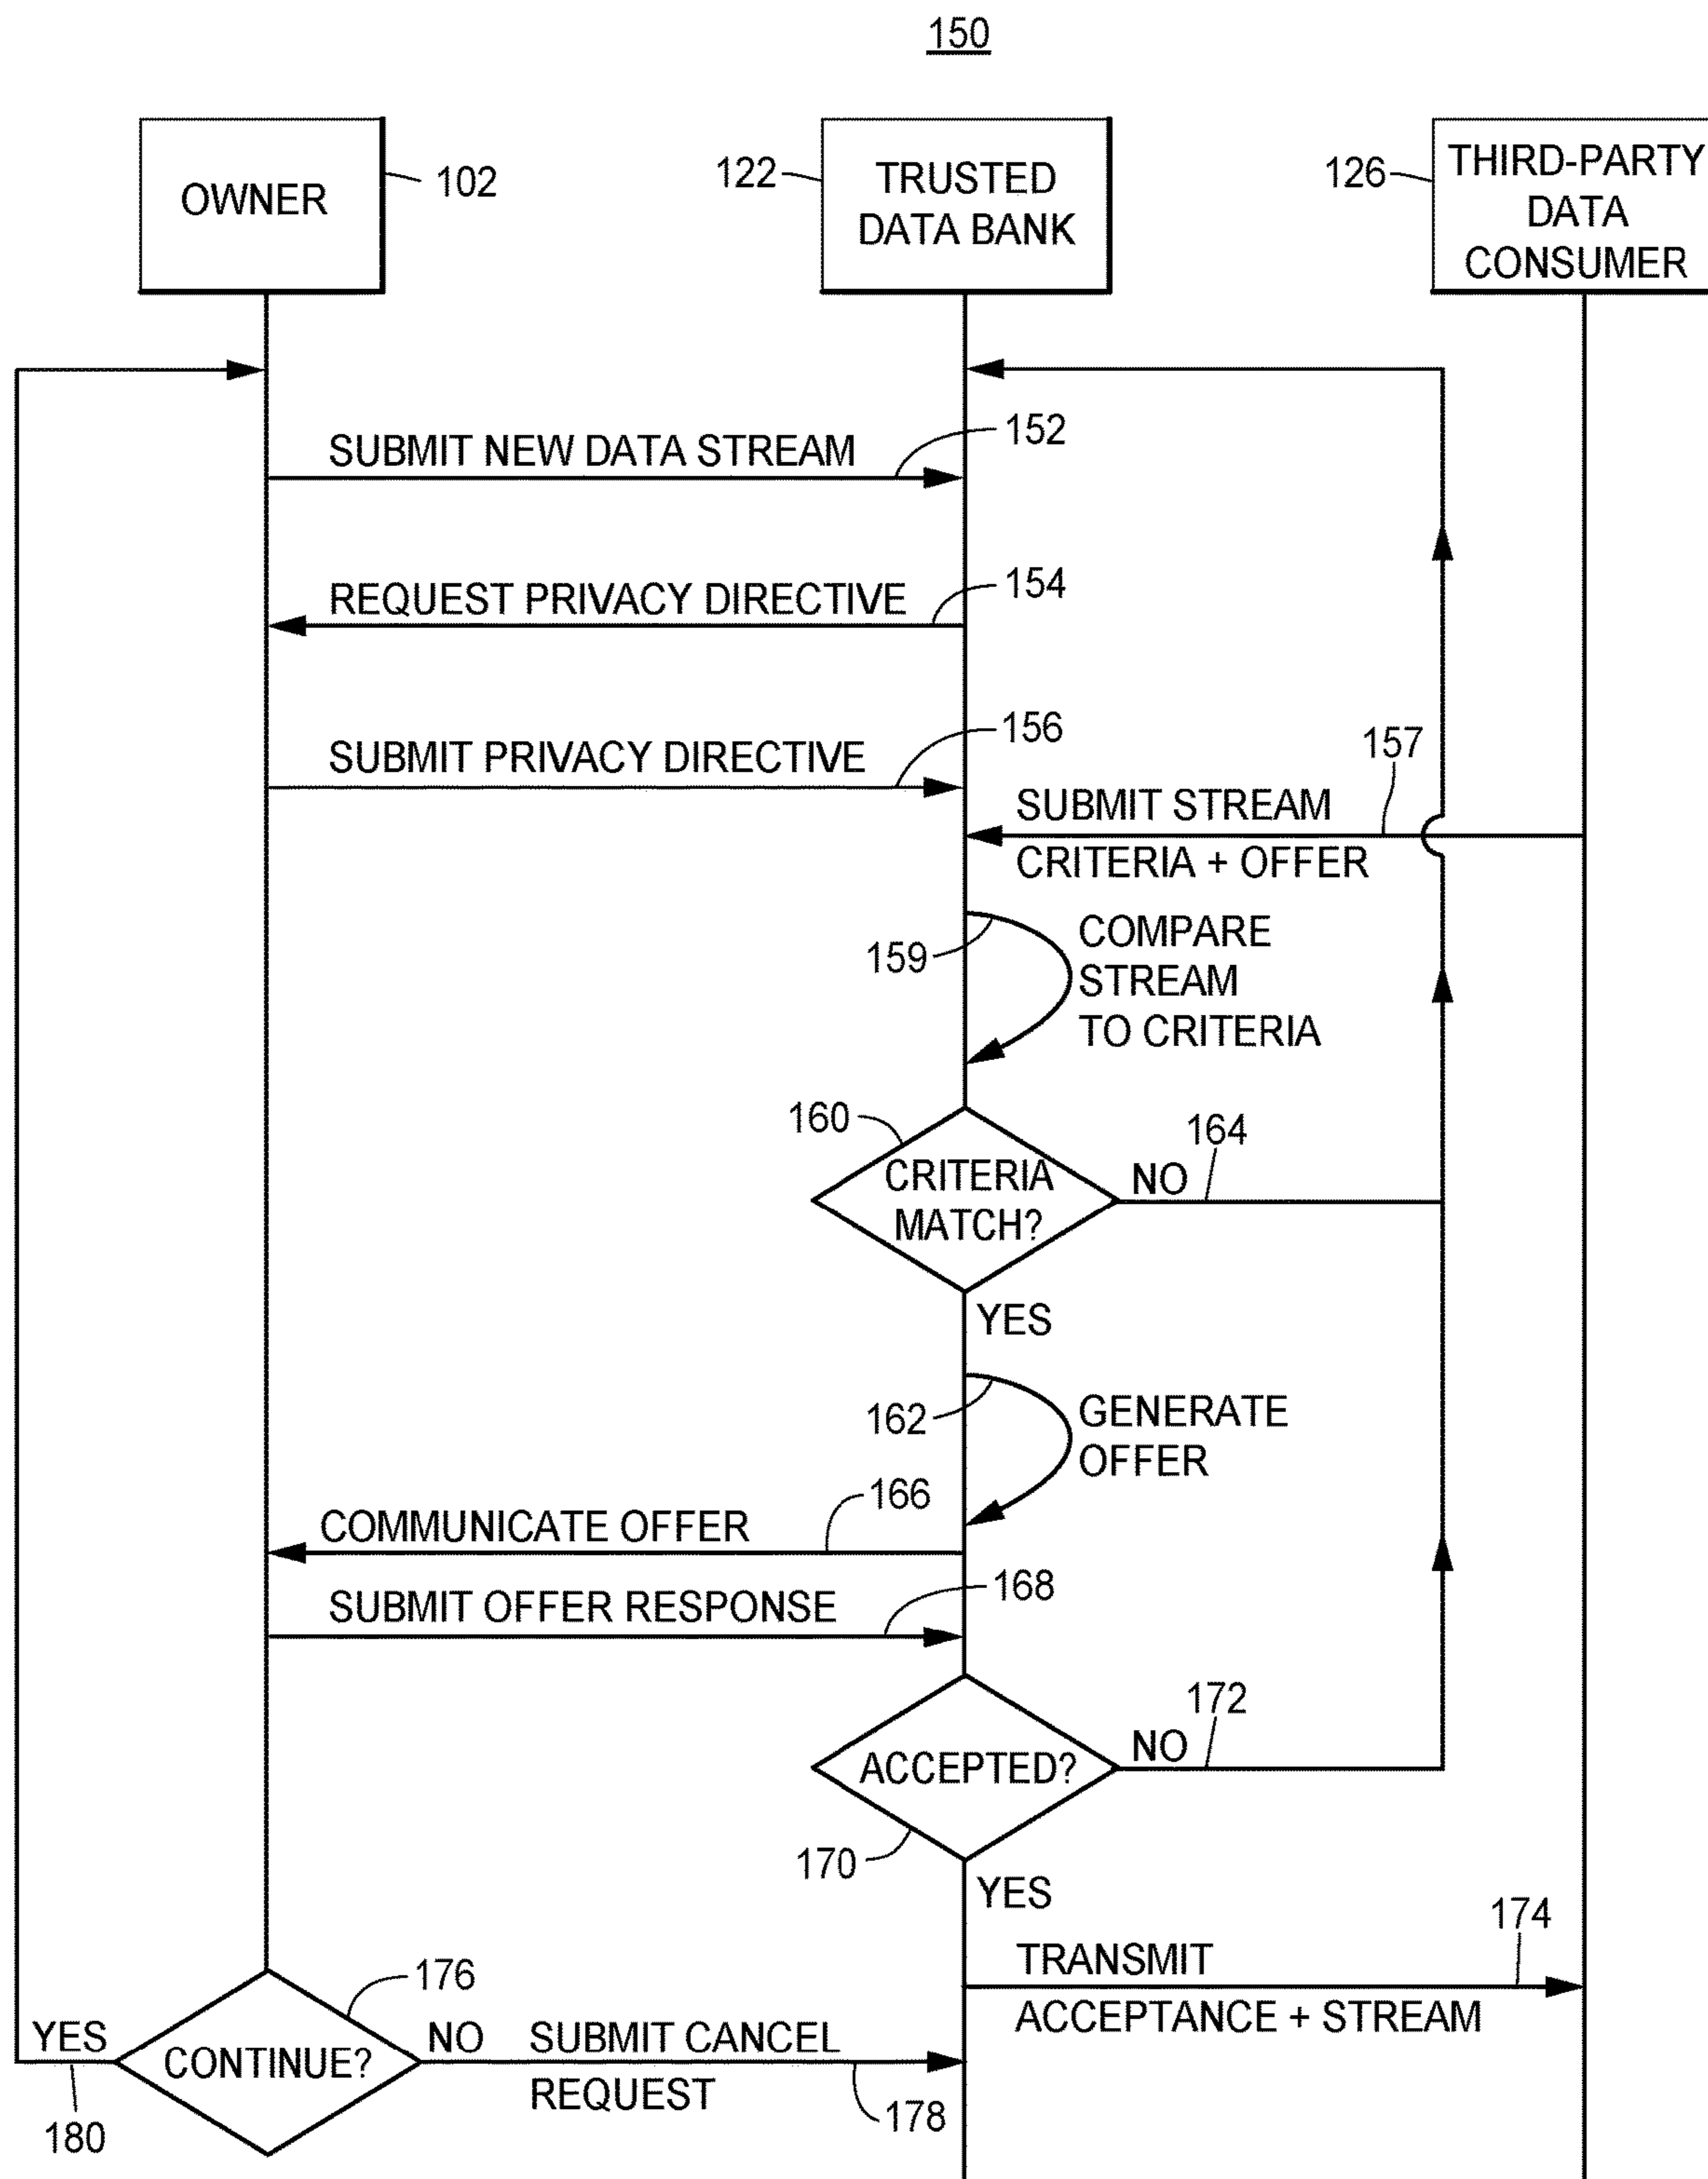 150
OWNER
102
122
TRUSTED
DATA BANK
126
THIRD-PARTY
DATA
CONSUMER
SUBMIT NEW DATA STREAM
152
REQUEST PRIVACY DIRECTIVE
154
SUBMIT PRIVACY DIRECTIVE
156
157
SUBMIT STREAM
CRITERIA + OFFER
159
COMPARE
STREAM
TO CRITERIA
160
CRITERIA
MATCH?
NO
164
YES
162
GENERATE
OFFER
COMMUNICATE OFFER
166
SUBMIT OFFER RESPONSE
168
ACCEPTED?
NO
172
170
YES
174
TRANSMIT
ACCEPTANCE + STREAM
176
YES
CONTINUE?
NO
SUBMIT CANCEL
REQUEST
178
180